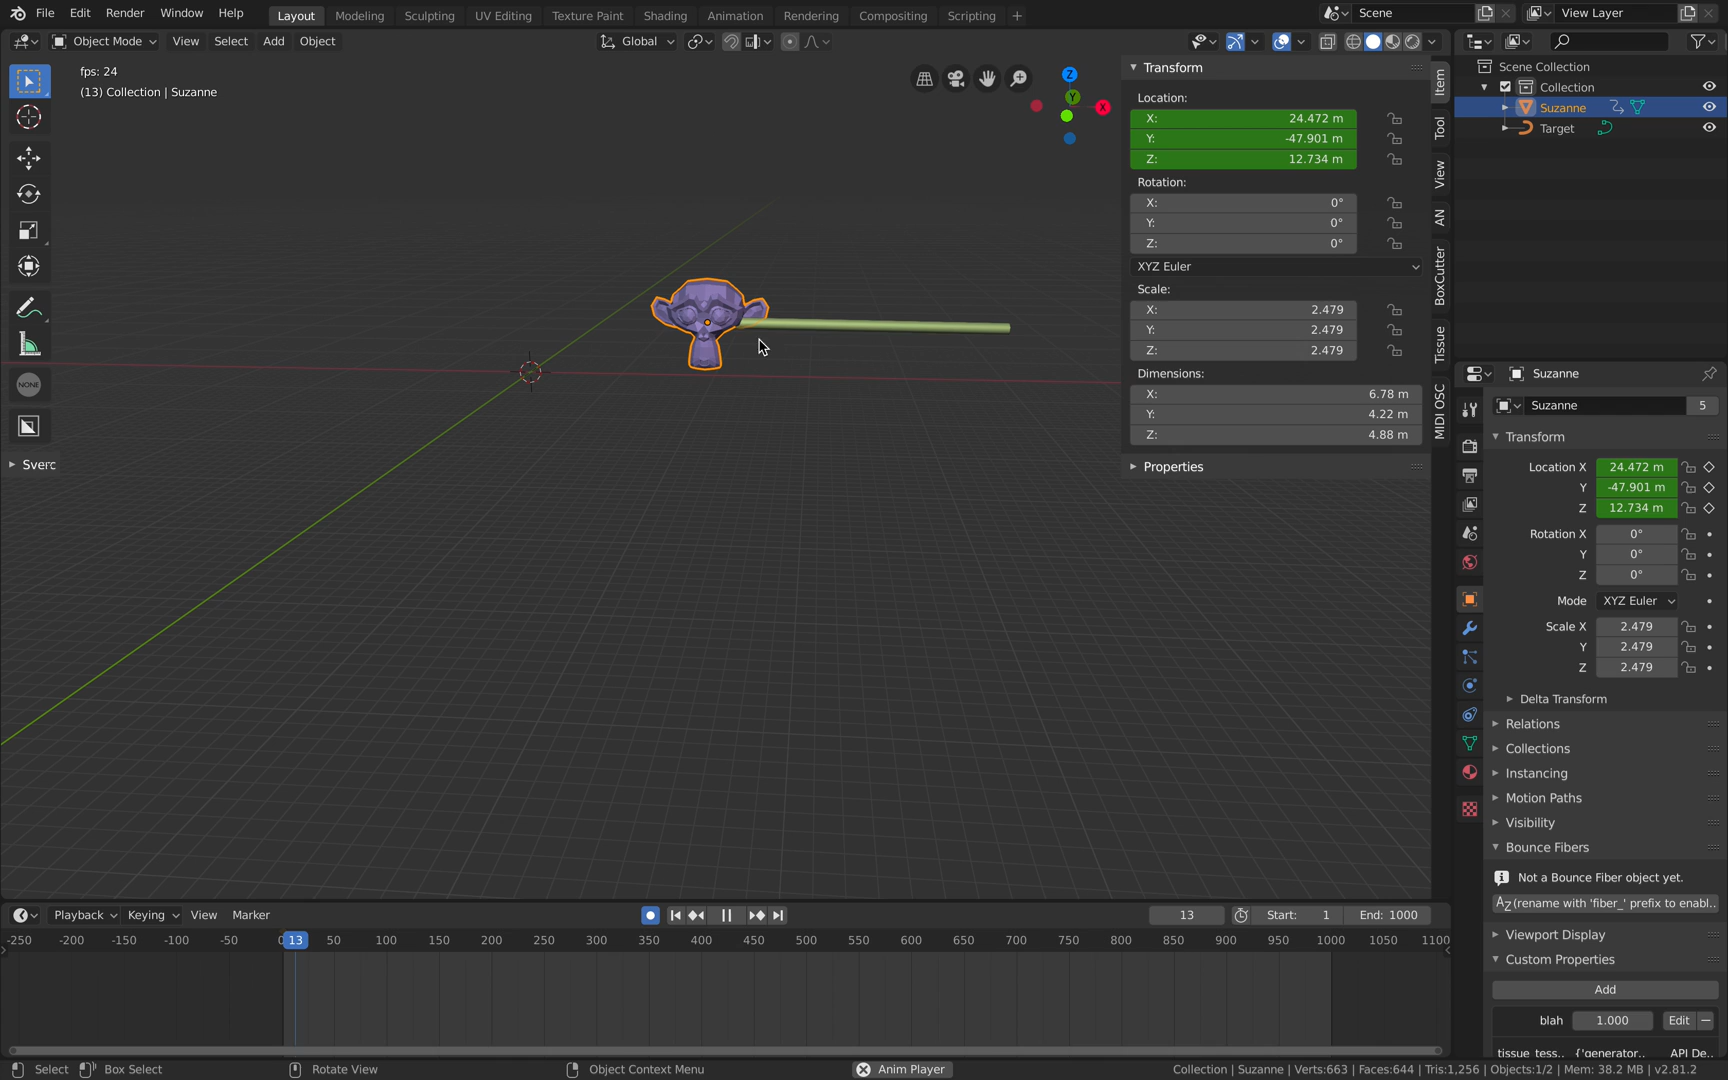 File Edit Render Window Help Layout Modeling Sculpting UV Editing Texture Paint Shading Animation Rendering Compositing Scripting + Scene View Layer
Object Mode View Select Add Object Global
fps: 24
(13) Collection | Suzanne
NONE
Sverc
Z
Y
X
Transform
Location:
X: 24.472 m
Y: -47.901 m
Z: 12.734 m
Rotation:
X: 0°
Y: 0°
Z: 0°
XYZ Euler
Scale:
X: 2.479
Y: 2.479
Z: 2.479
Dimensions:
X: 6.78 m
Y: 4.22 m
Z: 4.88 m
Properties
Item
Tool
View
AN
BoxCutter
Tissue
MIDI OSC
Scene Collection
Collection
Suzanne
Target
Suzanne
Suzanne 5
Transform
Location X 24.472 m
Y -47.901 m
Z 12.734 m
Rotation X 0°
Y 0°
Z 0°
Mode XYZ Euler
Scale X 2.479
Y 2.479
Z 2.479
Delta Transform
Relations
Collections
Instancing
Motion Paths
Visibility
Bounce Fibers
Not a Bounce Fiber object yet.
(rename with 'fiber_' prefix to enabl..
Viewport Display
Custom Properties
Add
blah 1.000 Edit
tissue_tess.. {'generator.. API De..
Playback Keying View Marker 13 Start: 1 End: 1000
-250 -200 -150 -100 -50 0 13 50 100 150 200 250 300 350 400 450 500 550 600 650 700 750 800 850 900 950 1000 1050 1100
Select Box Select Rotate View Object Context Menu Anim Player Collection | Suzanne | Verts:663 | Faces:644 | Tris:1,256 | Objects:1/2 | Mem: 38.2 MB | v2.81.2